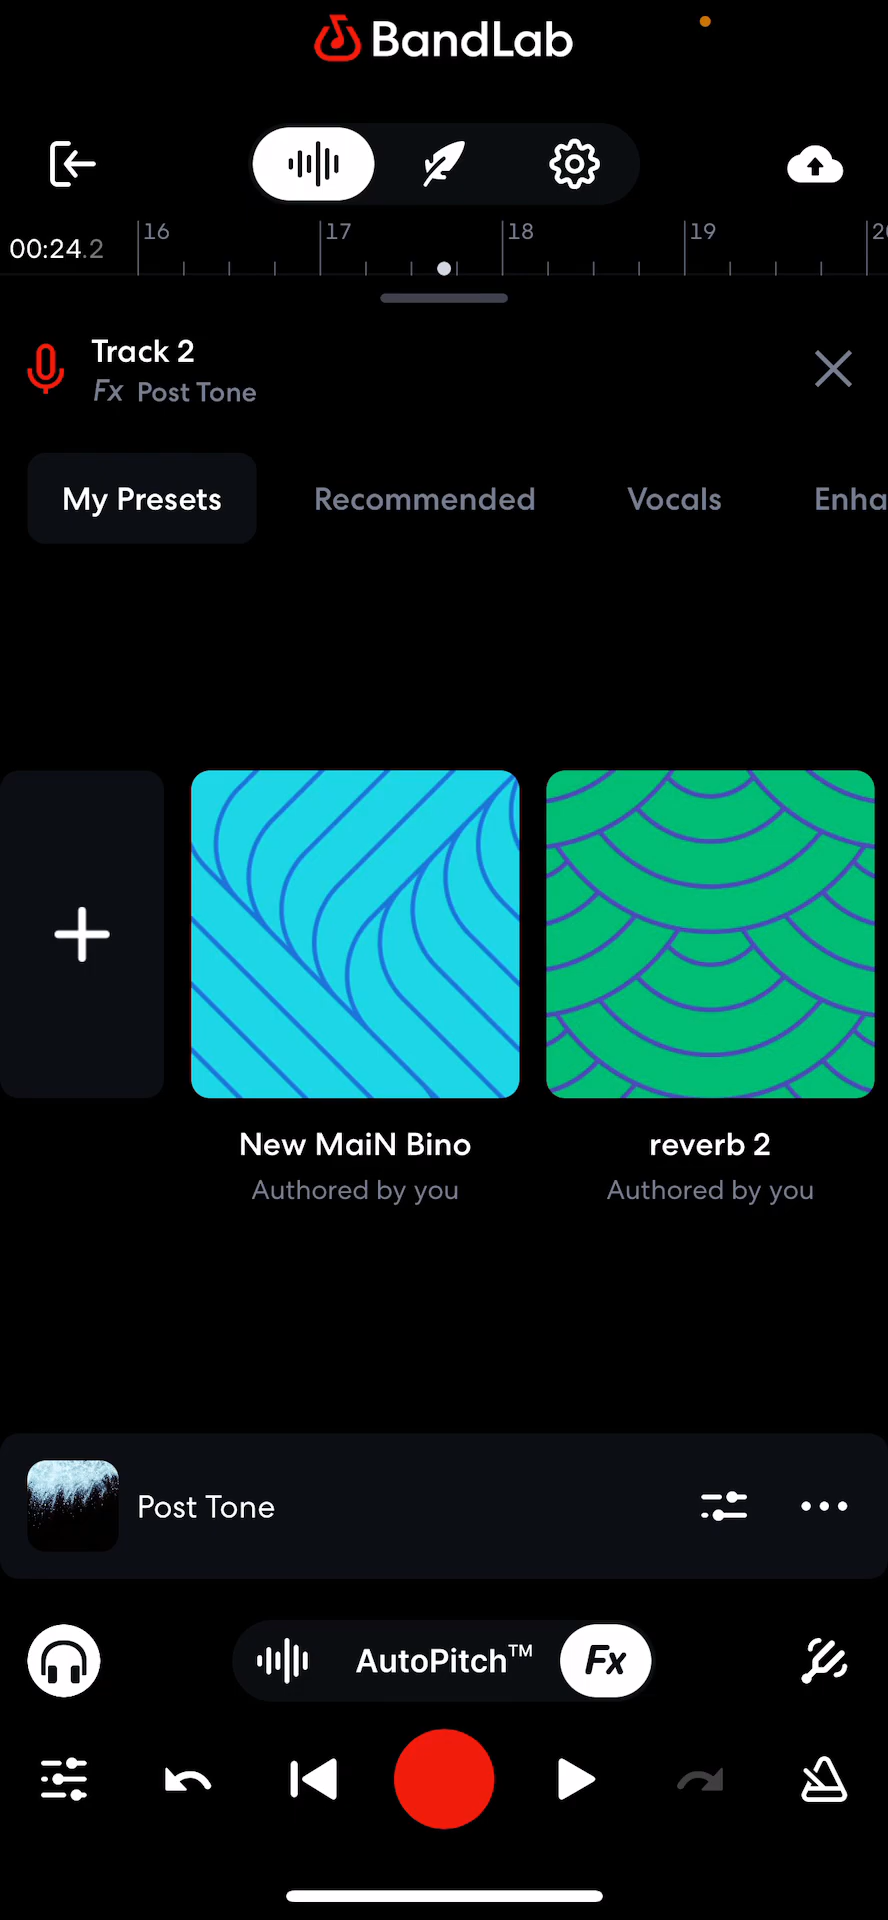 BandLab
00:24.2
16
17
18
19
Track 2
Fx Post Tone
My Presets Recommended Vocals Enha
New MaiN Bino
Authored by you
reverb 2
Authored by you
Post Tone
AutoPitch™ Fx